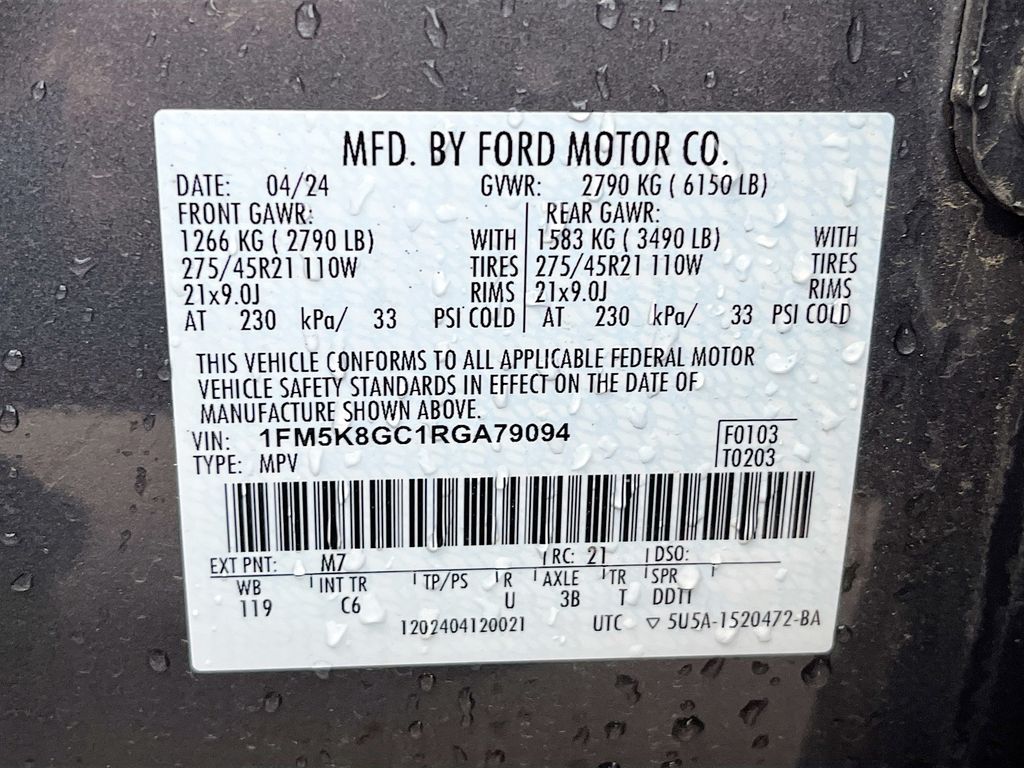 MFD. BY FORD MOTOR CO.
DATE: 04/24 GVWR: 2790 KG ( 6150 LB)
FRONT GAWR: REAR GAWR:
1266 KG ( 2790 LB) WITH 1583 KG ( 3490 LB) WITH
275/45R21 110W TIRES 275/45R21 110W TIRES
21x9.0J RIMS 21x9.0J RIMS
AT 230 kPa/ 33 PSI COLD AT 230 kPa/ 33 PSI COLD
THIS VEHICLE CONFORMS TO ALL APPLICABLE FEDERAL MOTOR
VEHICLE SAFETY STANDARDS IN EFFECT ON THE DATE OF
MANUFACTURE SHOWN ABOVE.
VIN: 1FM5K8GC1RGA79094 F0103
TYPE: MPV T0203
EXT PNT: M7 RC: 21 DSO:
WB INT TR TP/PS R AXLE TR SPR
119 C6 U 3B T DDTT
1202404120021 UTC ▽ 5U5A-1520472-BA